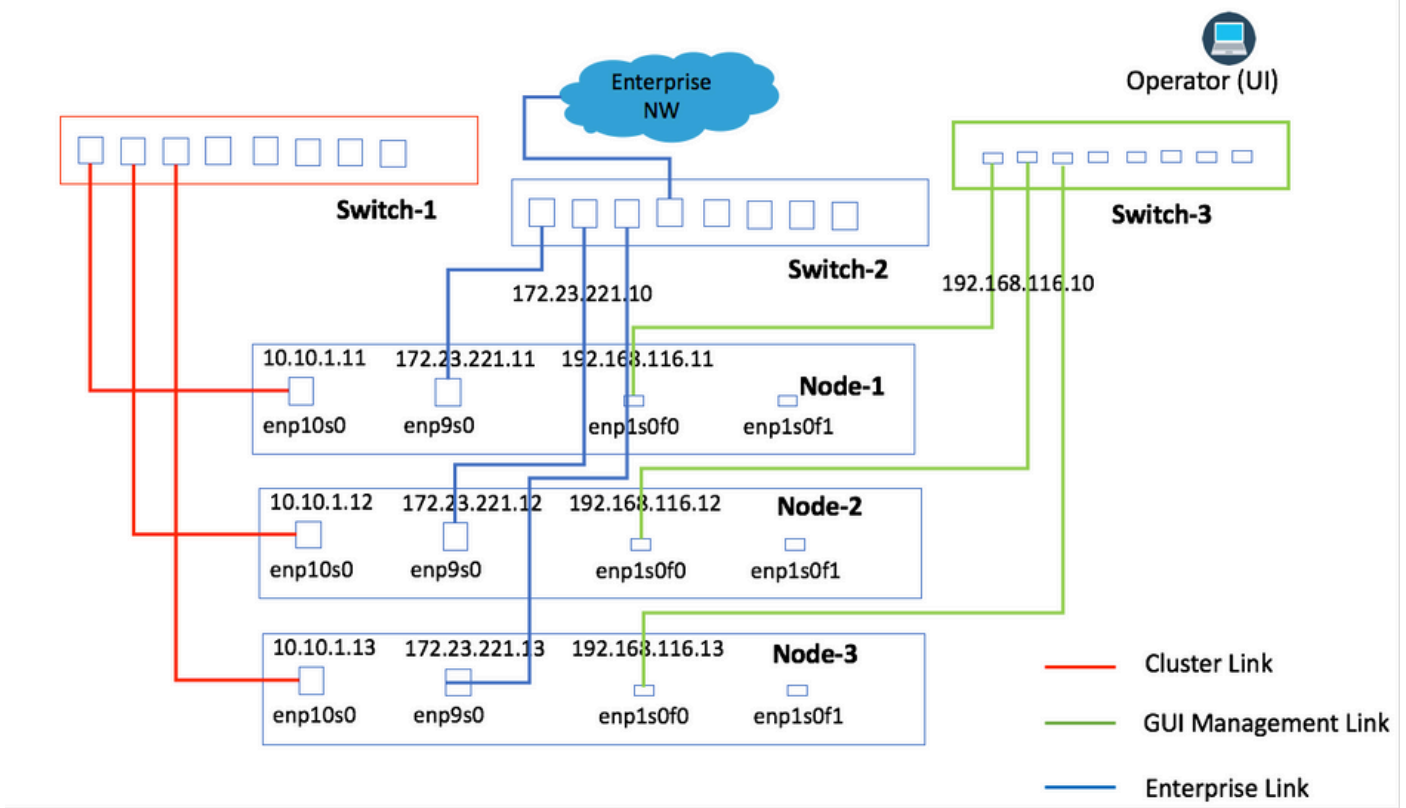 Operator (UI)
Enterprise
NW
Switch-1
Switch-2
Switch-3
172.23.221.10
192.168.116.10
10.10.1.11
172.23.221.11
192.168.116.11
Node-1
enp10s0
enp9s0
enp1s0f0
enp1s0f1
10.10.1.12
172.23.221.12
192.168.116.12
Node-2
enp10s0
enp9s0
enp1s0f0
enp1s0f1
10.10.1.13
172.23.221.13
192.168.116.13
Node-3
enp10s0
enp9s0
enp1s0f0
enp1s0f1
Cluster Link
GUI Management Link
Enterprise Link